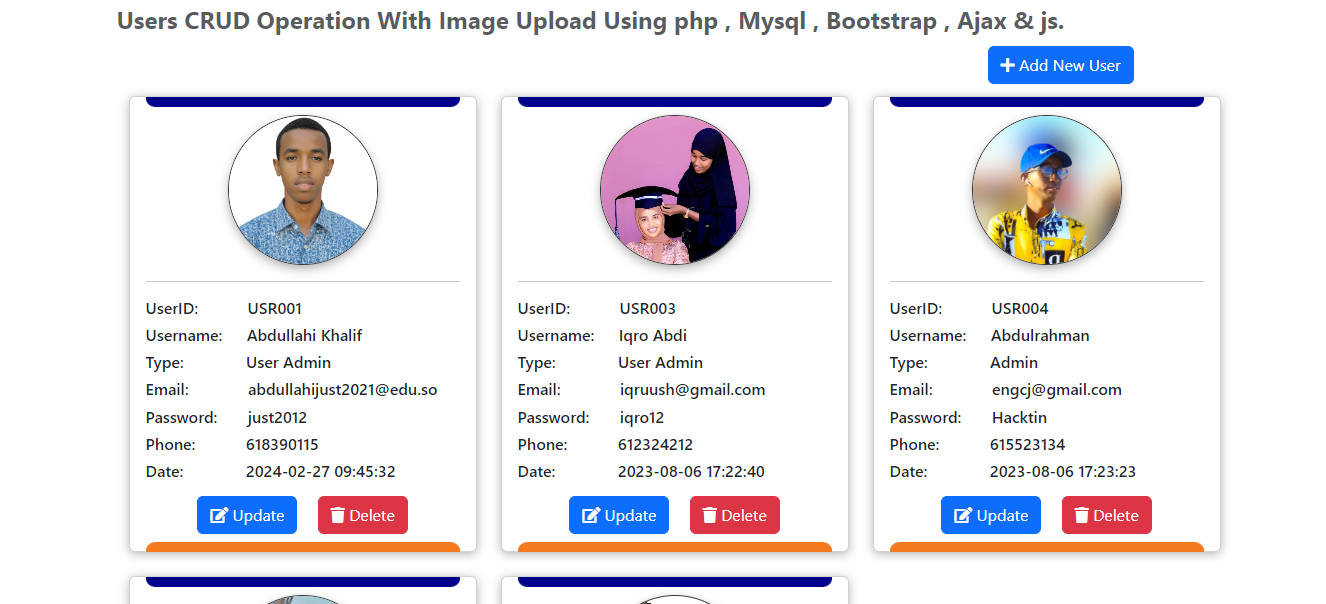 Users CRUD Operation With Image Upload Using php , Mysql , Bootstrap , Ajax & js.
Add New User
UserID: USR001
Username: Abdullahi Khalif
Type: User Admin
Email: abdullahijust2021@edu.so
Password: just2012
Phone: 618390115
Date: 2024-02-27 09:45:32
Update Delete
UserID: USR003
Username: Iqro Abdi
Type: User Admin
Email: iqruush@gmail.com
Password: iqro12
Phone: 612324212
Date: 2023-08-06 17:22:40
Update Delete
UserID: USR004
Username: Abdulrahman
Type: Admin
Email: engcj@gmail.com
Password: Hacktin
Phone: 615523134
Date: 2023-08-06 17:23:23
Update Delete